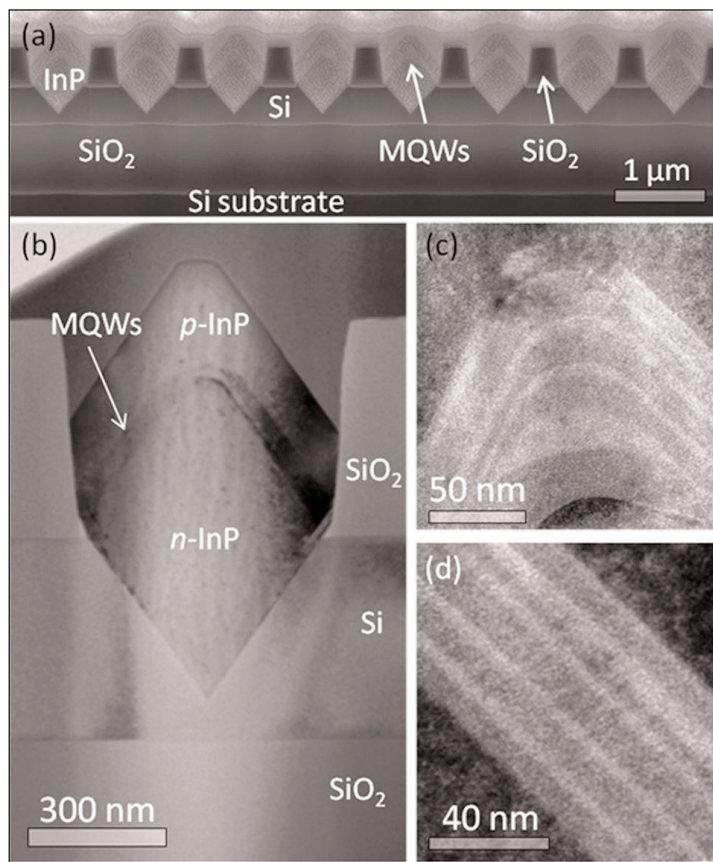 (a)
InP
Si
SiO₂
MQWs
SiO₂
1 μm
Si substrate
(b)
MQWs
p-InP
SiO₂
n-InP
Si
SiO₂
300 nm
(c)
50 nm
(d)
40 nm